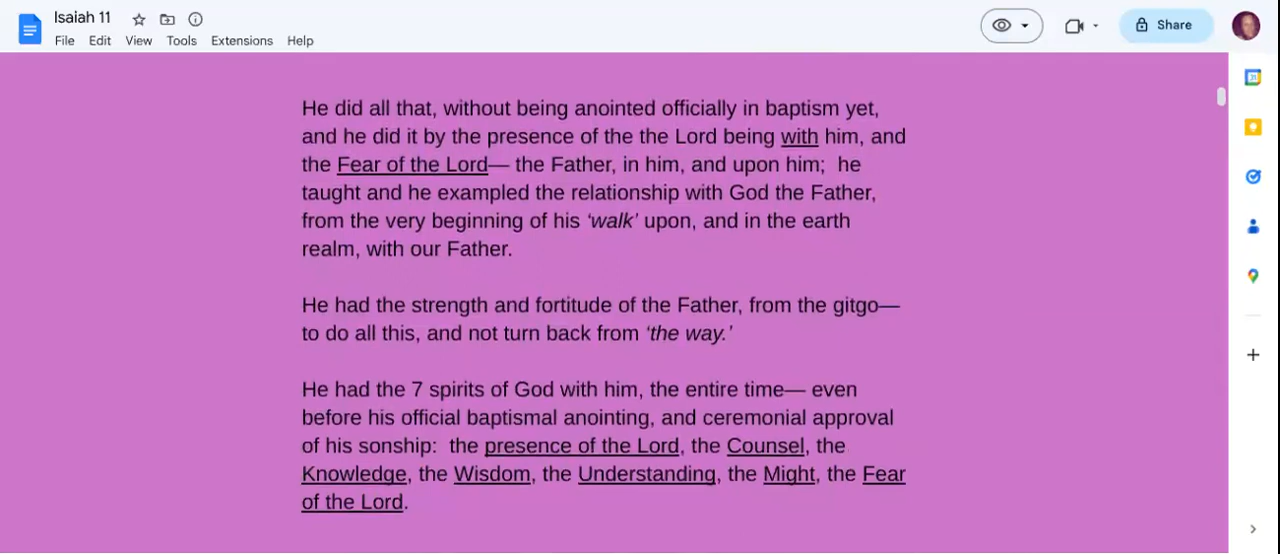 Isaiah 11
File Edit View Tools Extensions Help
Share
He did all that, without being anointed officially in baptism yet,
and he did it by the presence of the the Lord being with him, and
the Fear of the Lord— the Father, in him, and upon him;  he
taught and he exampled the relationship with God the Father,
from the very beginning of his ‘walk’ upon, and in the earth
realm, with our Father.
He had the strength and fortitude of the Father, from the gitgo—
to do all this, and not turn back from ‘the way.’
He had the 7 spirits of God with him, the entire time— even
before his official baptismal anointing, and ceremonial approval
of his sonship:  the presence of the Lord, the Counsel, the
Knowledge, the Wisdom, the Understanding, the Might, the Fear
of the Lord.